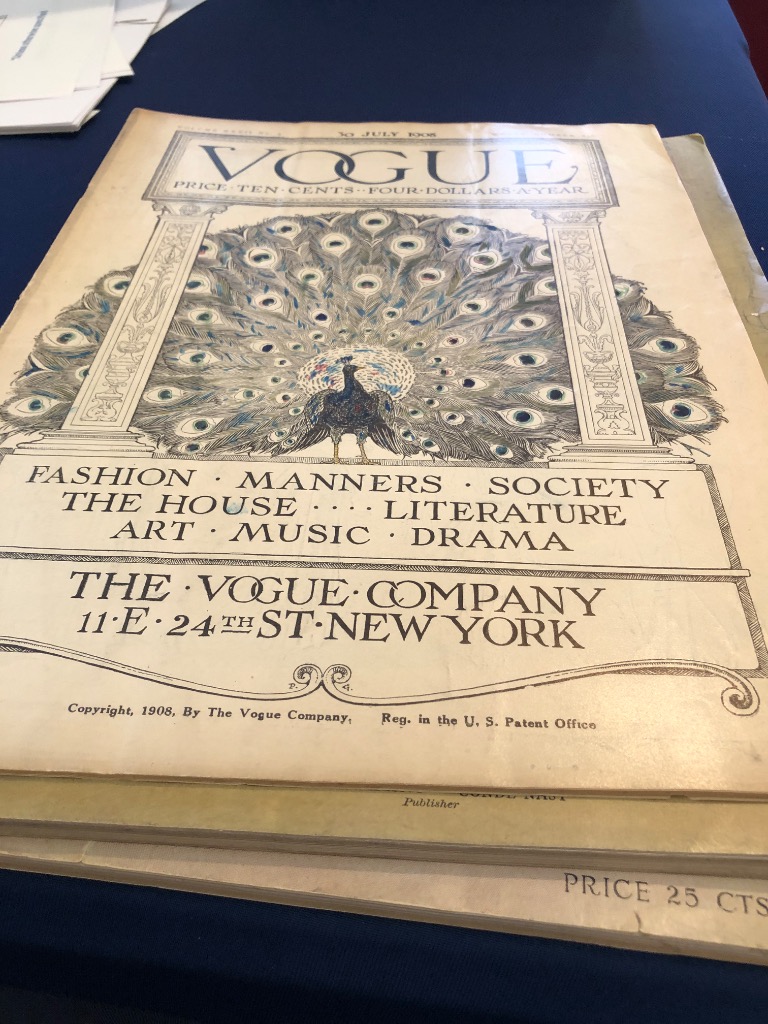 30 JULY 1908
VOGUE
PRICE · TEN · CENTS · · FOUR · DOLLARS · A · YEAR
FASHION · MANNERS · SOCIETY
THE HOUSE · · · · LITERATURE
ART · MUSIC · DRAMA
THE · VOGUE · COMPANY
11 · E · 24TH ST · NEW YORK
P. G.
Copyright, 1908, By The Vogue Company. Reg. in the U. S. Patent Office
CONDE NAST
Publisher
PRICE 25 CTS